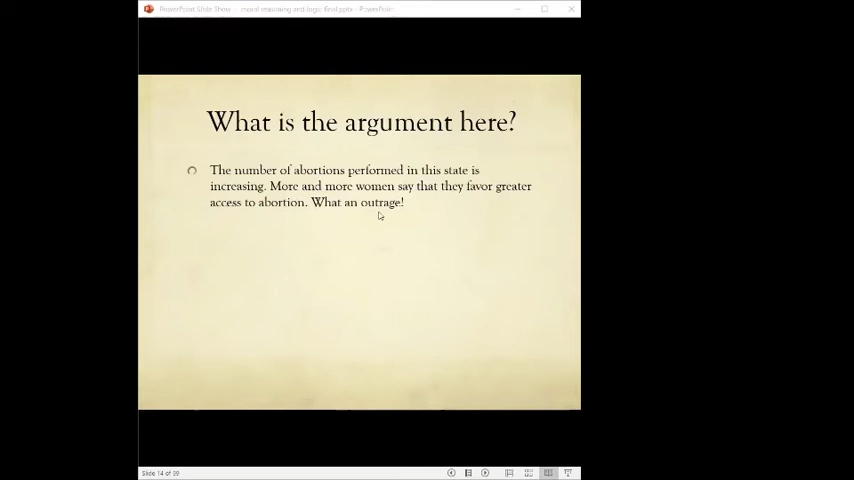 PowerPoint Slide Show - moral reasoning and logic final.pptx - PowerPoint
What is the argument here?
The number of abortions performed in this state is
increasing. More and more women say that they favor greater
access to abortion. What an outrage!
Slide 14 of 39